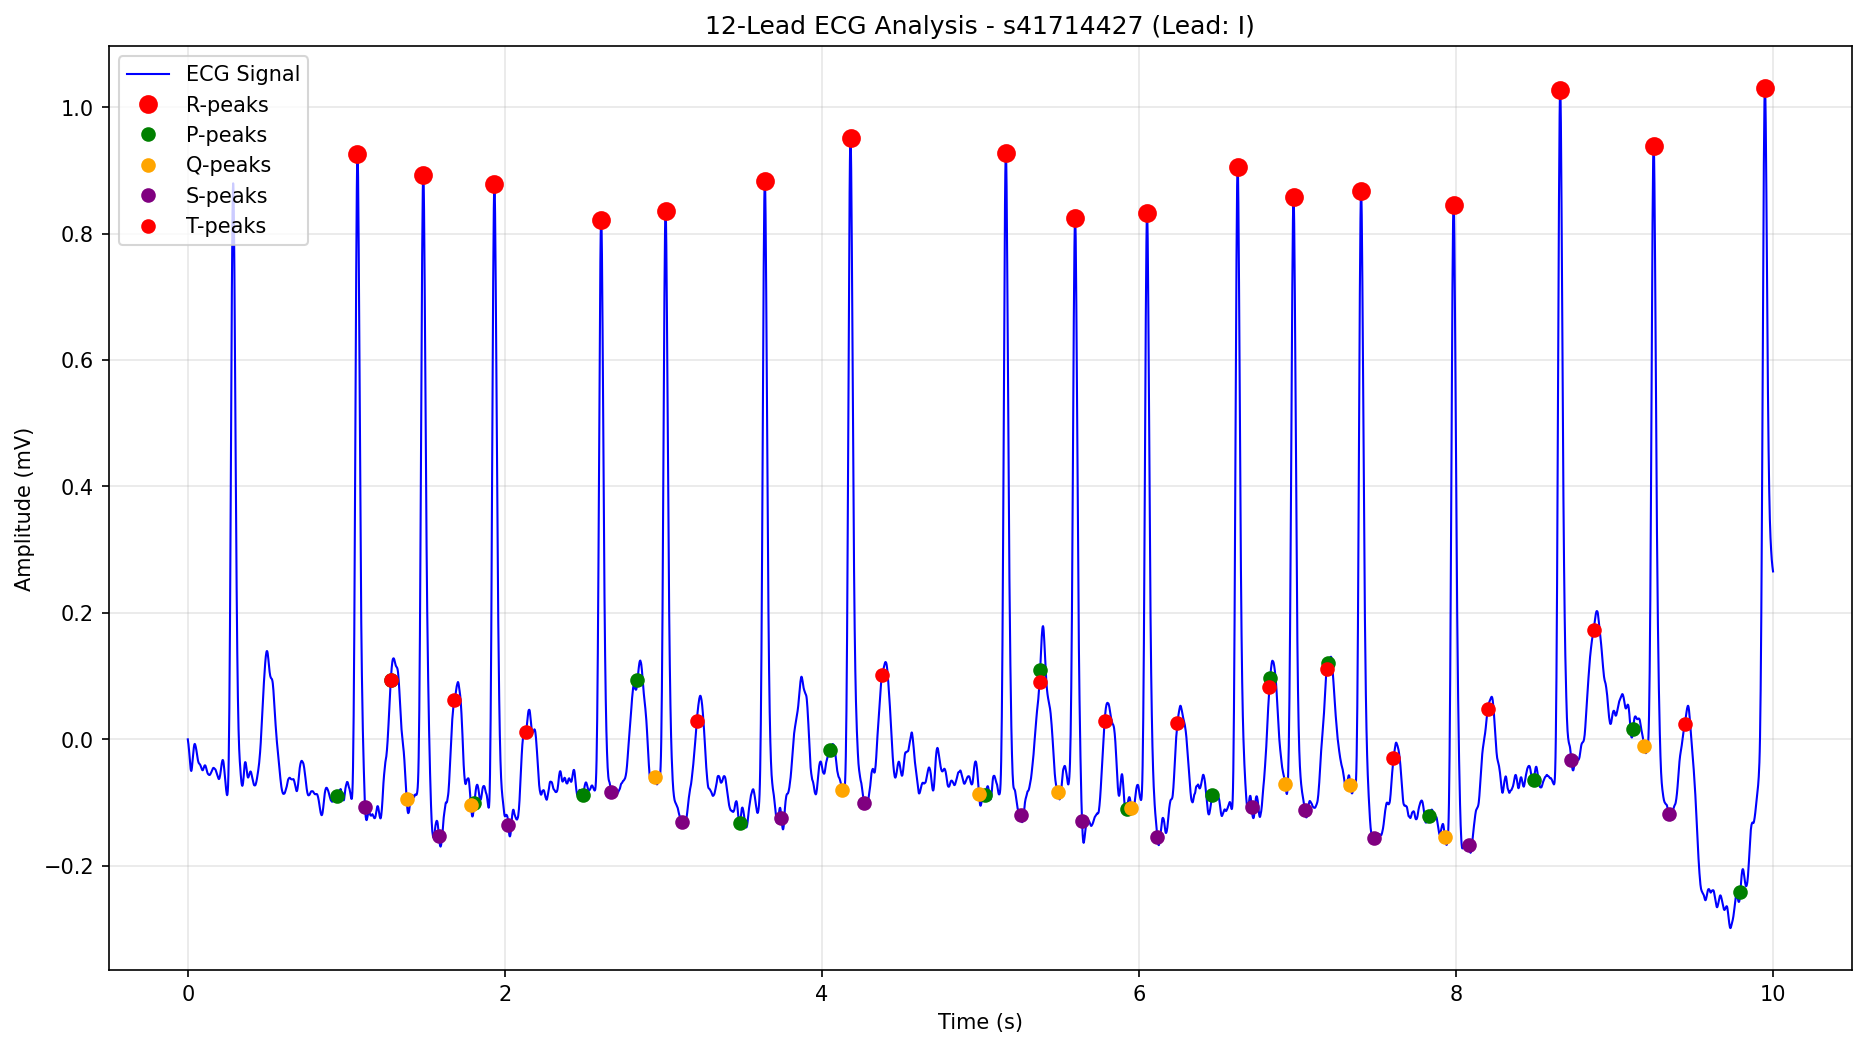 12-Lead ECG Analysis - s41714427 (Lead: I)
ECG Signal
R-peaks
P-peaks
Q-peaks
S-peaks
T-peaks
Amplitude (mV)
1.0
0.8
0.6
0.4
0.2
0.0
−0.2
0 2 4 6 8 10
Time (s)